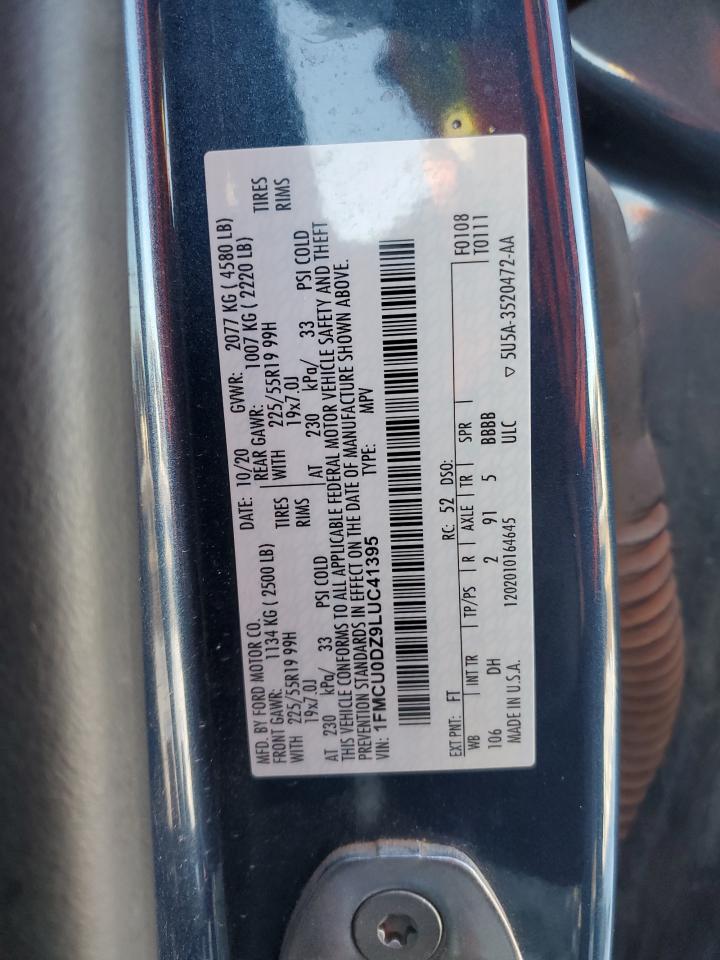 MFD. BY FORD MOTOR CO. DATE: 10/20 GVWR: 2077 KG ( 4580 LB)
FRONT GAWR: 1134 KG ( 2500 LB) REAR GAWR: 1007 KG ( 2220 LB)
WITH 225/55R19 99H TIRES WITH 225/55R19 99H TIRES
19x7.0J RIMS 19x7.0J RIMS
AT 230 kPa/ 33 PSI COLD AT 230 kPa/ 33 PSI COLD
THIS VEHICLE CONFORMS TO ALL APPLICABLE FEDERAL MOTOR VEHICLE SAFETY AND THEFT
PREVENTION STANDARDS IN EFFECT ON THE DATE OF MANUFACTURE SHOWN ABOVE.
VIN: 1FMCU0DZ9LUC41395 TYPE: MPV
EXT PNT: FT RC: 52 DSO: F0108
WB INT TR TP/PS R AXLE TR SPR T0111
106 DH 2 91 5 BBBB
MADE IN U.S.A. 1202010164645 ULC ▽ 5U5A-3520472-AA